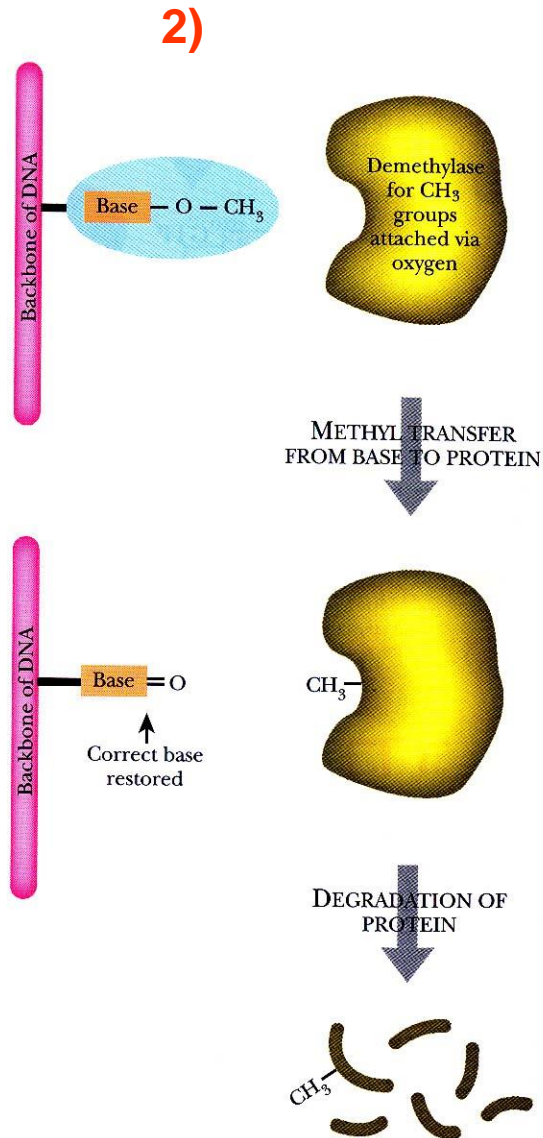 2)
Backbone of DNA
Base – O – CH3
Demethylase
for CH3
groups
attached via
oxygen
METHYL TRANSFER
FROM BASE TO PROTEIN
Backbone of DNA
Base=O
Correct base
restored
CH3
DEGRADATION OF
PROTEIN
CH3